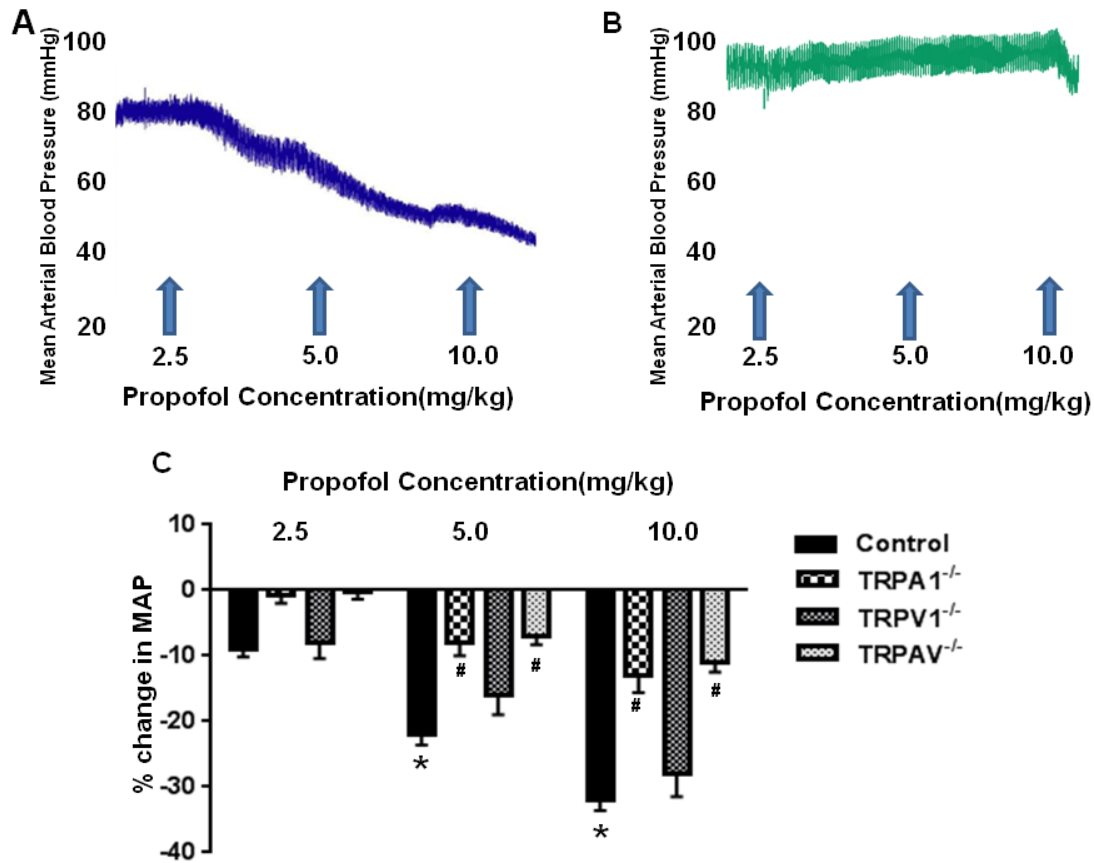 A
Mean Arterial Blood Pressure (mmHg)
100
80
60
40
20
2.5 5.0 10.0
Propofol Concentration(mg/kg)
B
Mean Arterial Blood Pressure (mmHg)
100
80
60
40
20
2.5 5.0 10.0
Propofol Concentration(mg/kg)
C
Propofol Concentration(mg/kg)
2.5 5.0 10.0
% change in MAP
10
0
-10
-20
-30
-40
# # # #
* *
Control
TRPA1-/-
TRPV1-/-
TRPAV-/-